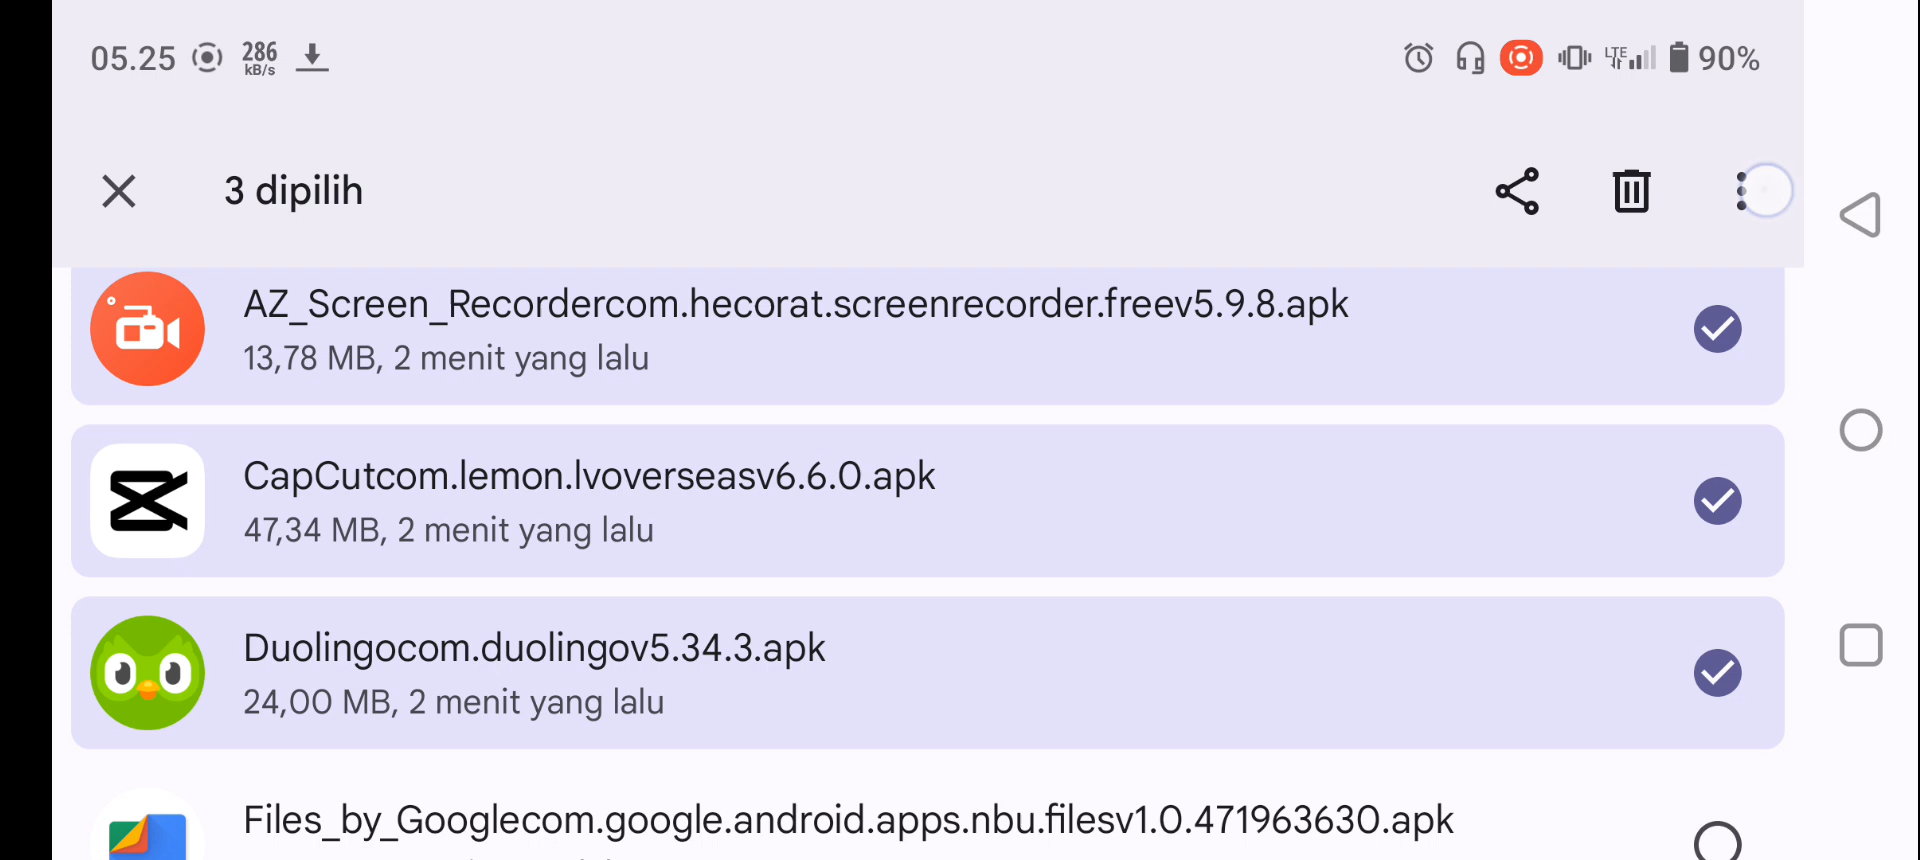 05.25 286 kB/s LTE 90%
3 dipilih
AZ_Screen_Recordercom.hecorat.screenrecorder.freev5.9.8.apk
13,78 MB, 2 menit yang lalu
CapCutcom.lemon.lvoverseasv6.6.0.apk
47,34 MB, 2 menit yang lalu
Duolingocom.duolingov5.34.3.apk
24,00 MB, 2 menit yang lalu
Files_by_Googlecom.google.android.apps.nbu.filesv1.0.471963630.apk